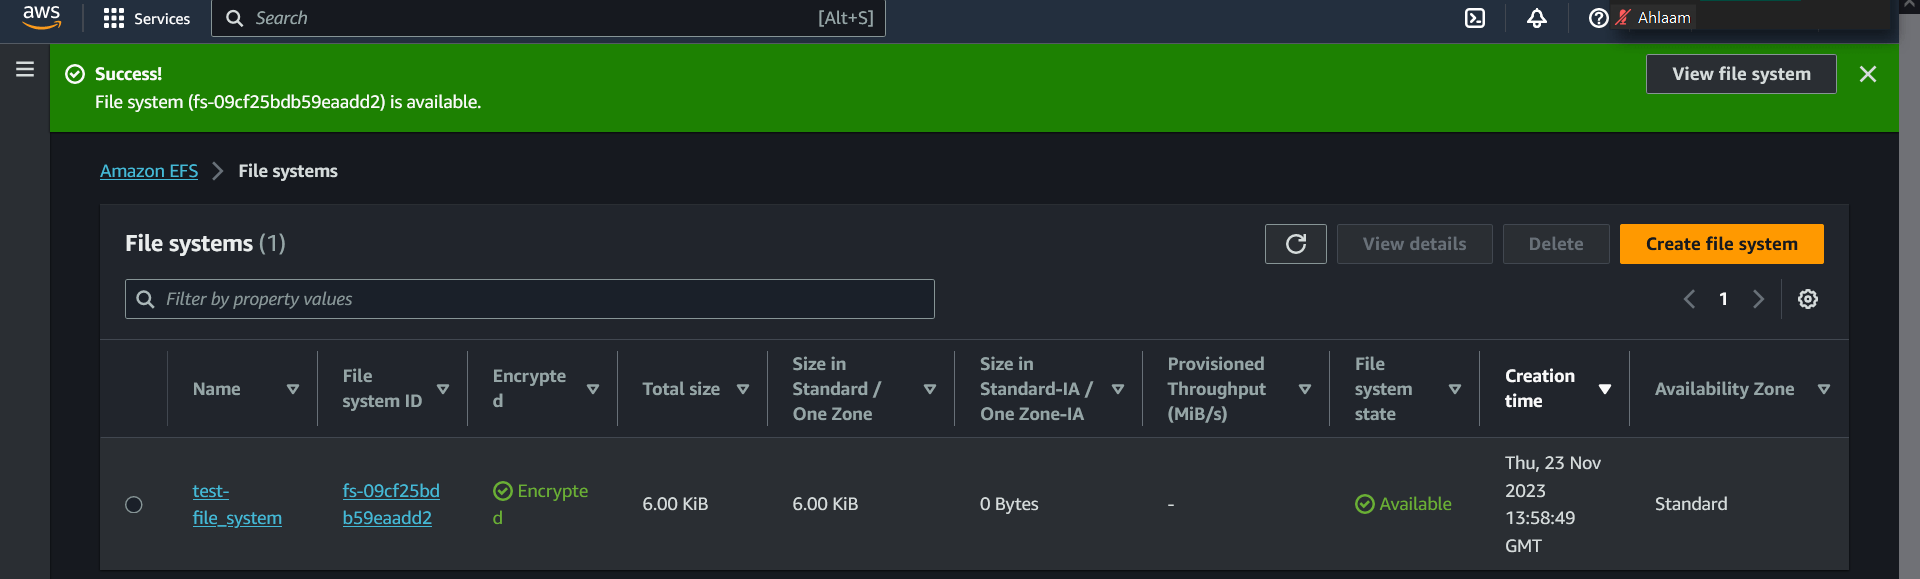 aws
Services
Search
[Alt+S]
Ahlaam
Success!
File system (fs-09cf25bdb59eaadd2) is available.
View file system
Amazon EFS
File systems
File systems (1)
View details
Delete
Create file system
Filter by property values
1
Name
File
system ID
Encrypte
d
Total size
Size in
Standard /
One Zone
Size in
Standard-IA /
One Zone-IA
Provisioned
Throughput
(MiB/s)
File
system
state
Creation
time
Availability Zone
test-
file_system
fs-09cf25bd
b59eaadd2
Encrypte
d
6.00 KiB
6.00 KiB
0 Bytes
-
Available
Thu, 23 Nov
2023
13:58:49
GMT
Standard